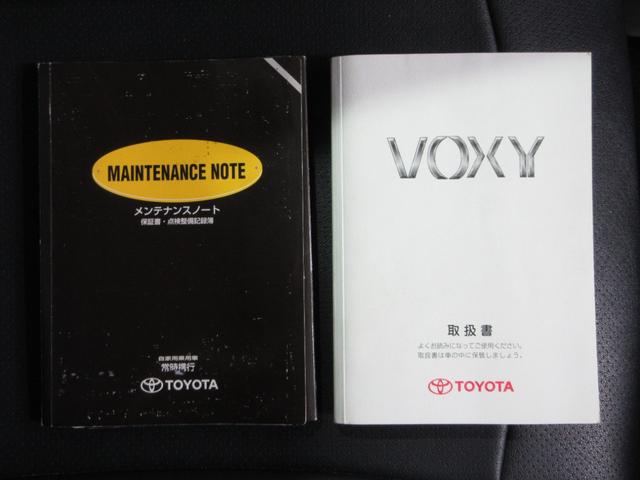 MAINTENANCE NOTE
メンテナンスノート
保証書・点検整備記録簿
自家用乗用車
常時携行
TOYOTA
VOXY
取扱書
よくお読みになってご使用ください。
取扱書は車の中に保管しましょう。
TOYOTA